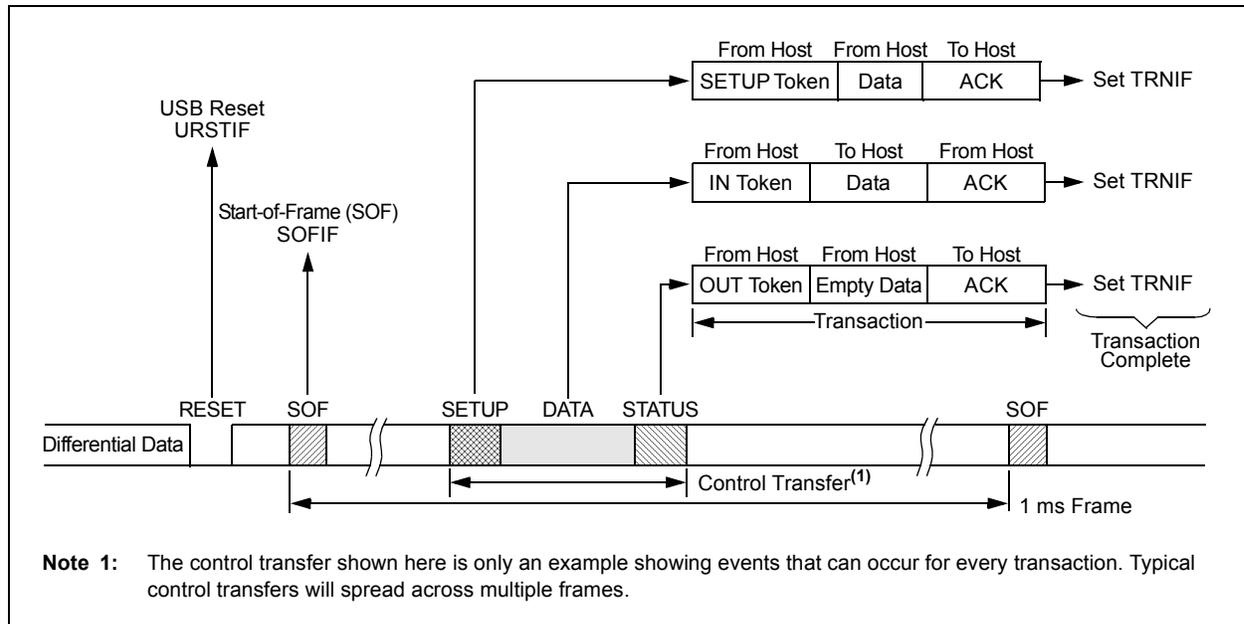 From Host From Host To Host
SETUP Token Data ACK Set TRNIF
USB Reset
URSTIF
From Host To Host From Host
IN Token Data ACK Set TRNIF
Start-of-Frame (SOF)
SOFIF
From Host From Host To Host
OUT Token Empty Data ACK Set TRNIF
Transaction
Transaction
Complete
RESET SOF SETUP DATA STATUS SOF
Differential Data
Control Transfer(1)
1 ms Frame
Note 1: The control transfer shown here is only an example showing events that can occur for every transaction. Typical
control transfers will spread across multiple frames.